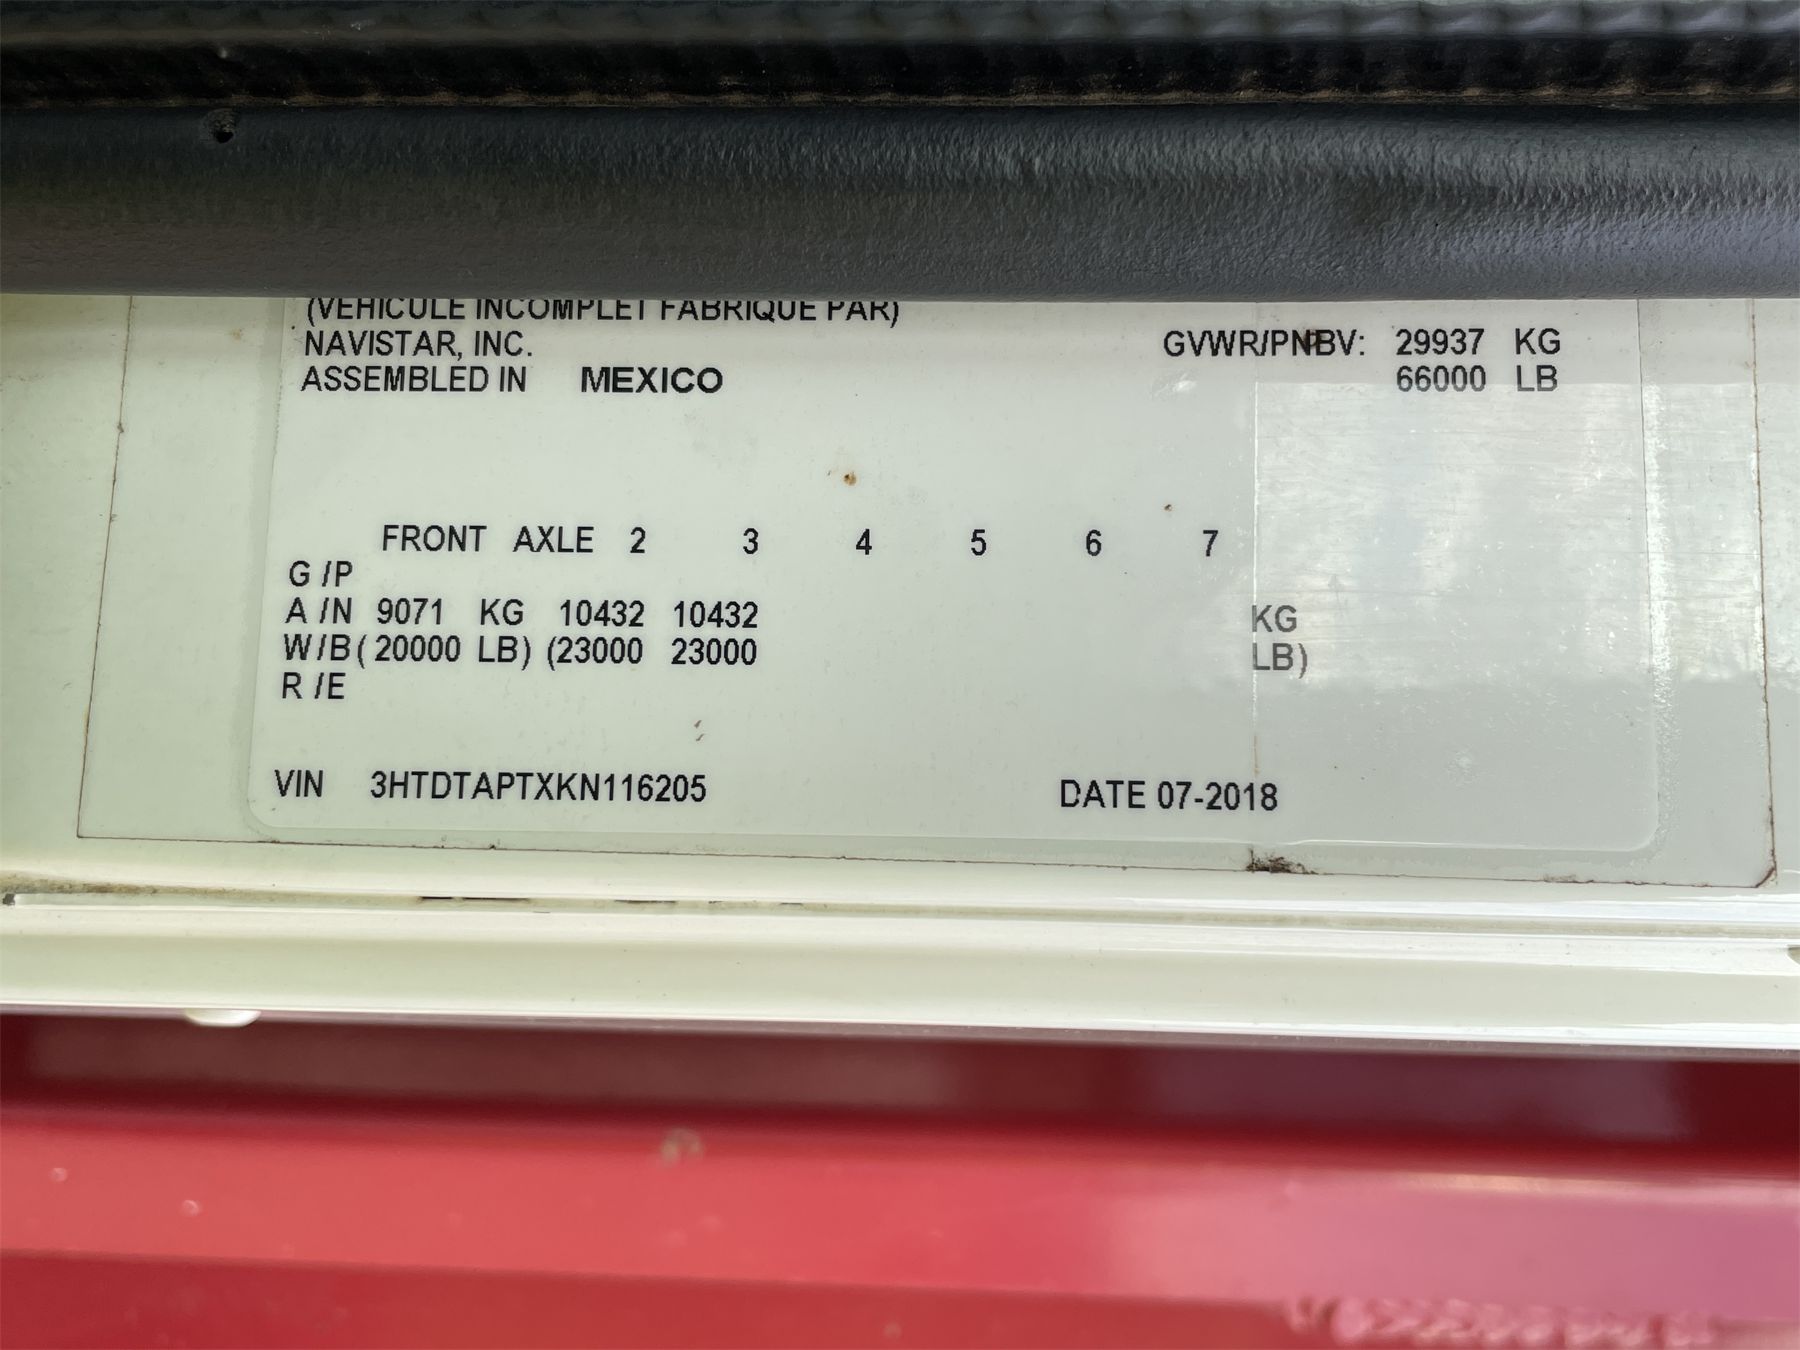 (VEHICULE INCOMPLET FABRIQUE PAR)
NAVISTAR, INC.
ASSEMBLED IN MEXICO
GVWR/PNBV: 29937 KG
66000 LB
FRONT AXLE 2 3 4 5 6 7
G /P
A /N 9071 KG 10432 10432 KG
W/B ( 20000 LB) (23000 23000 LB)
R /E
VIN 3HTDTAPTXKN116205
DATE 07-2018